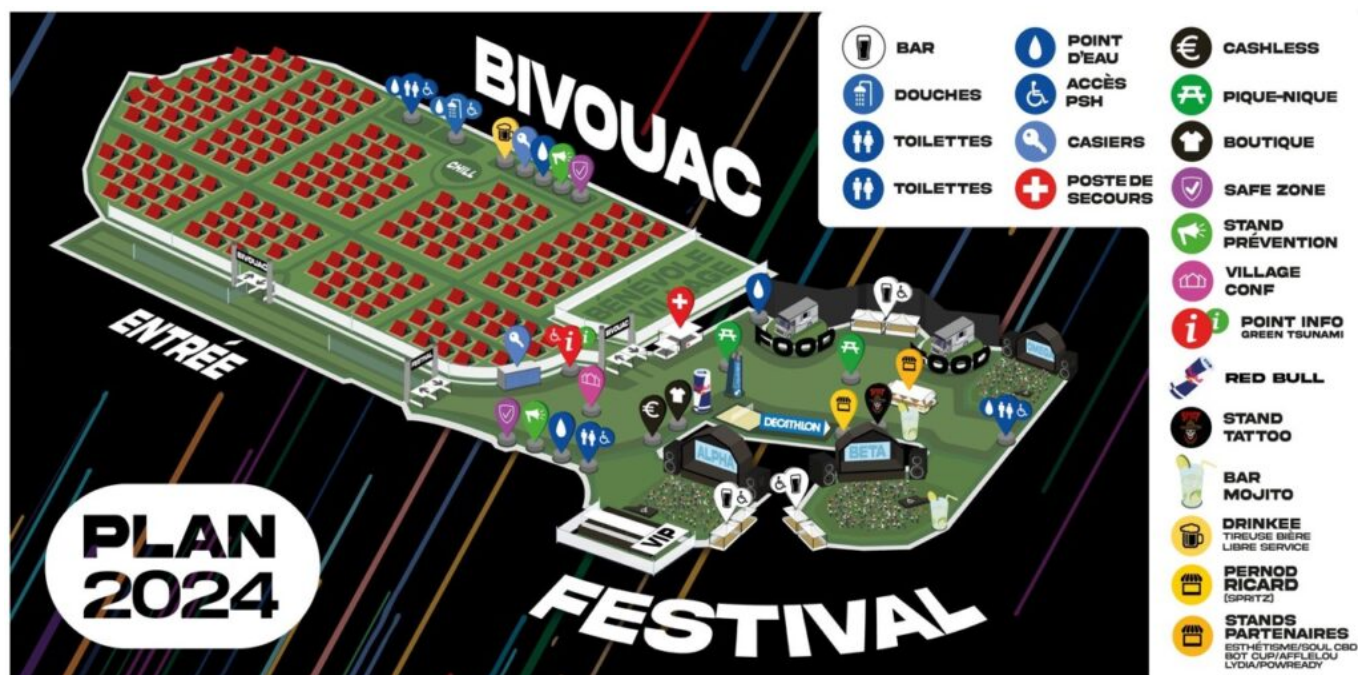 BIVOUAC
CHILL
BIVOUAC
ENTRÉE
BÉNÉVOLE
VILLAGE
BIVOUAC
FESTIVAL
FOOD
FOOD
OMEGA
DECATHLON
ALPHA
BETA
VIP
FESTIVAL
PLAN
2024
BAR
DOUCHES
TOILETTES
TOILETTES
POINT
D'EAU
ACCÈS
PSH
CASIERS
POSTE DE
SECOURS
CASHLESS
PIQUE-NIQUE
BOUTIQUE
SAFE ZONE
STAND
PRÉVENTION
VILLAGE
CONF
POINT INFO
GREEN TSUNAMI
RED BULL
STAND
TATTOO
BAR
MOJITO
DRINKEE
TIREUSE BIÈRE
LIBRE SERVICE
PERNOD
RICARD
(SPRITZ)
STANDS
PARTENAIRES
ESTHÉTISME/SOUL CBD
BOT CUP/AFFLELOU
LYDIA/POWREADY